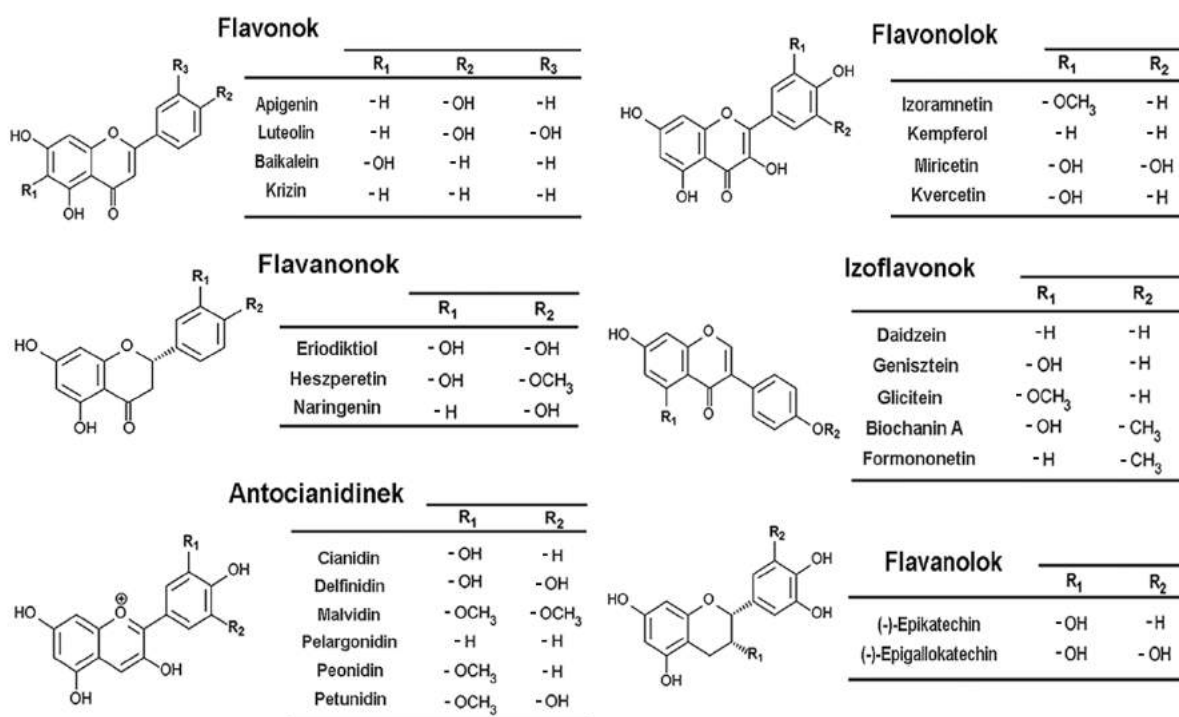 Flavonok
R1 R2 R3
Apigenin -H -OH -H
Luteolin -H -OH -OH
Baikalein -OH -H -H
Krizin -H -H -H
R3
R2
HO
O
R1
OH O
Flavonolok
R1 R2
Izoramnetin -OCH3 -H
Kempferol -H -H
Miricetin -OH -OH
Kvercetin -OH -H
R1
OH
HO
O
R2
OH
OH O
Flavanonok
R1 R2
Eriodiktiol -OH -OH
Heszperetin -OH -OCH3
Naringenin -H -OH
R1
R2
HO
O
OH O
Izoflavonok
R1 R2
Daidzein -H -H
Genisztein -OH -H
Glicitein -OCH3 -H
Biochanin A -OH -CH3
Formononetin -H -CH3
HO
O
R1 O
OR2
Antocianidinek
R1 R2
Cianidin -OH -H
Delfinidin -OH -OH
Malvidin -OCH3 -OCH3
Pelargonidin -H -H
Peonidin -OCH3 -H
Petunidin -OCH3 -OH
R1
OH
HO
O+
R2
OH
OH
Flavanolok
R1 R2
(-)-Epikatechin -OH -H
(-)-Epigallokatechin -OH -OH
R2
OH
HO
O
OH
R1
OH